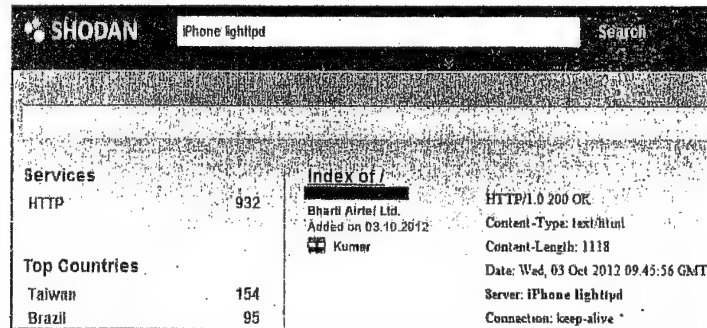 SHODAN
iPhone lighttpd
Search
Services
HTTP 932
Top Countries
Taiwan 154
Brazil 95
Index of /
Bharti Airtel Ltd.
Added on 03.10.2012
Kumar
HTTP/1.0 200 OK
Content-Type: text/html
Content-Length: 1118
Date: Wed, 03 Oct 2012 09:45:56 GMT
Server: iPhone lighttpd
Connection: keep-alive